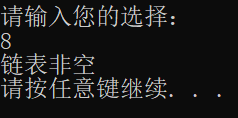 请输入您的选择:
8
链表非空
请按任意键继续. . .